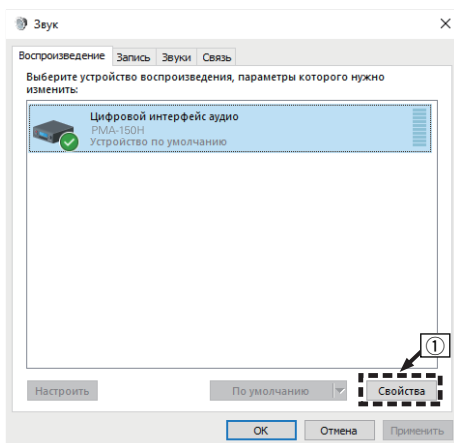 Звук
Воспроизведение Запись Звуки Связь
Выберите устройство воспроизведения, параметры которого нужно
изменить:
Цифровой интерфейс аудио
PMA-150H
Устройство по умолчанию
①
Настроить По умолчанию Свойства
OK Отмена Применить